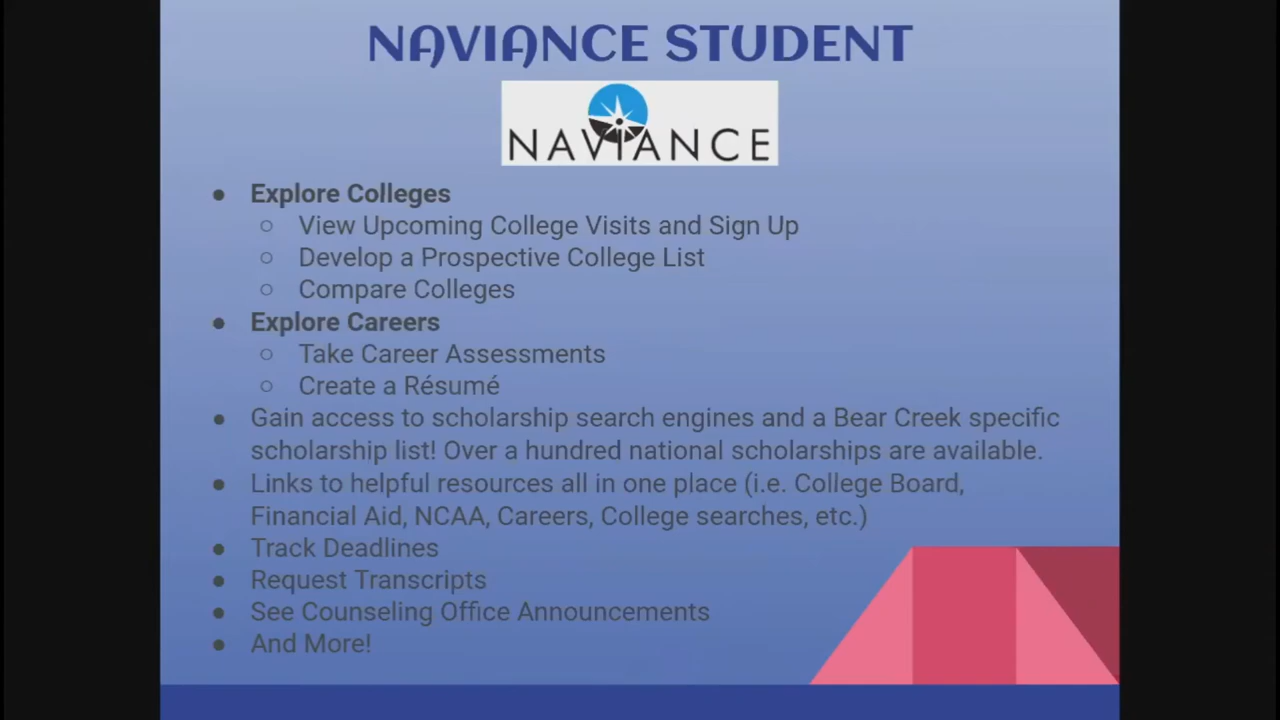 NAVIANCE STUDENT
NAVIANCE
● Explore Colleges
○ View Upcoming College Visits and Sign Up
○ Develop a Prospective College List
○ Compare Colleges
● Explore Careers
○ Take Career Assessments
○ Create a Résumé
● Gain access to scholarship search engines and a Bear Creek specific
scholarship list! Over a hundred national scholarships are available.
● Links to helpful resources all in one place (i.e. College Board,
Financial Aid, NCAA, Careers, College searches, etc.)
● Track Deadlines
● Request Transcripts
● See Counseling Office Announcements
● And More!